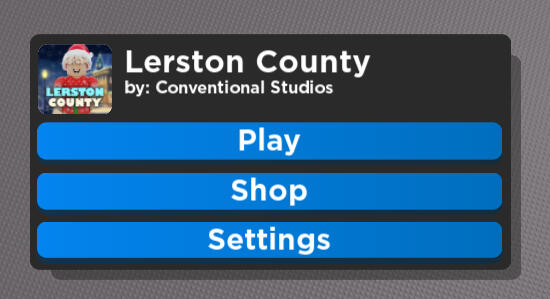 Lerston County
by: Conventional Studios
LERSTON
COUNTY
Play
Shop
Settings